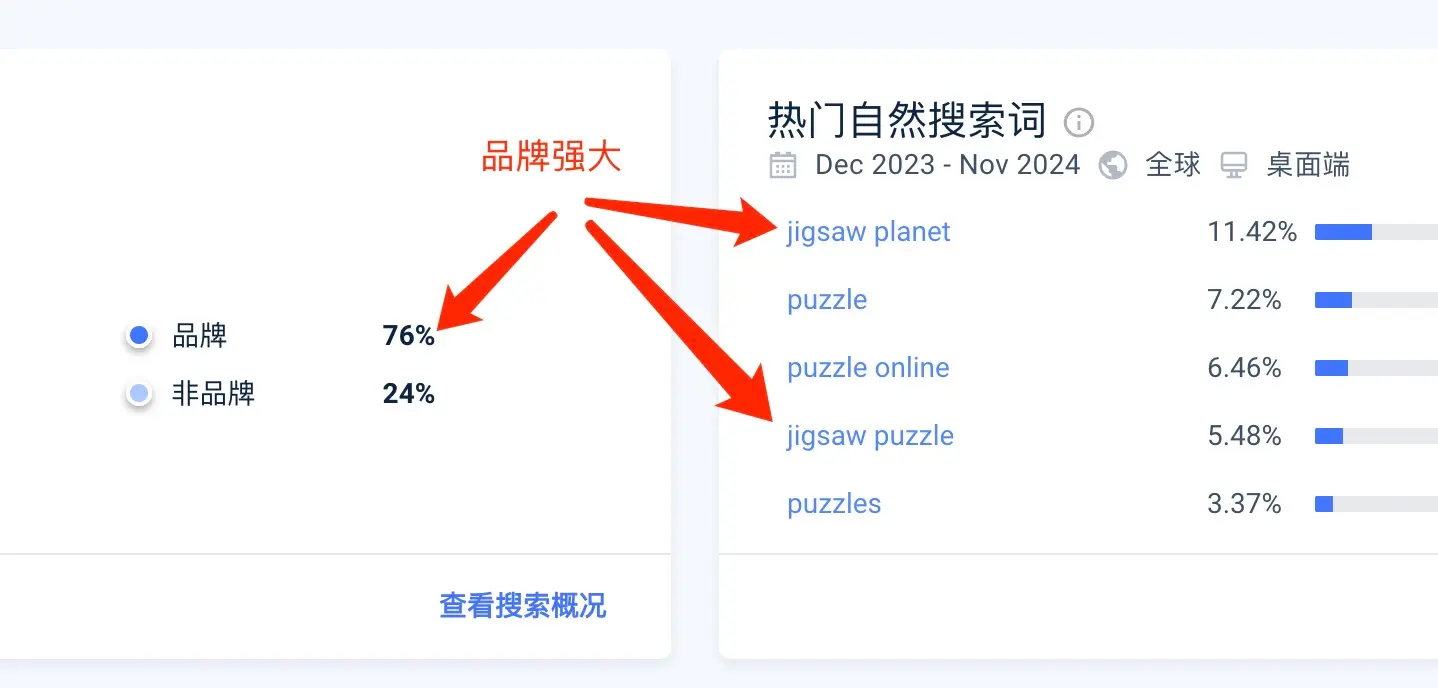 品牌强大
品牌 76%
非品牌 24%
查看搜索概况
热门自然搜索词
Dec 2023 - Nov 2024 全球 桌面端
jigsaw planet 11.42%
puzzle 7.22%
puzzle online 6.46%
jigsaw puzzle 5.48%
puzzles 3.37%